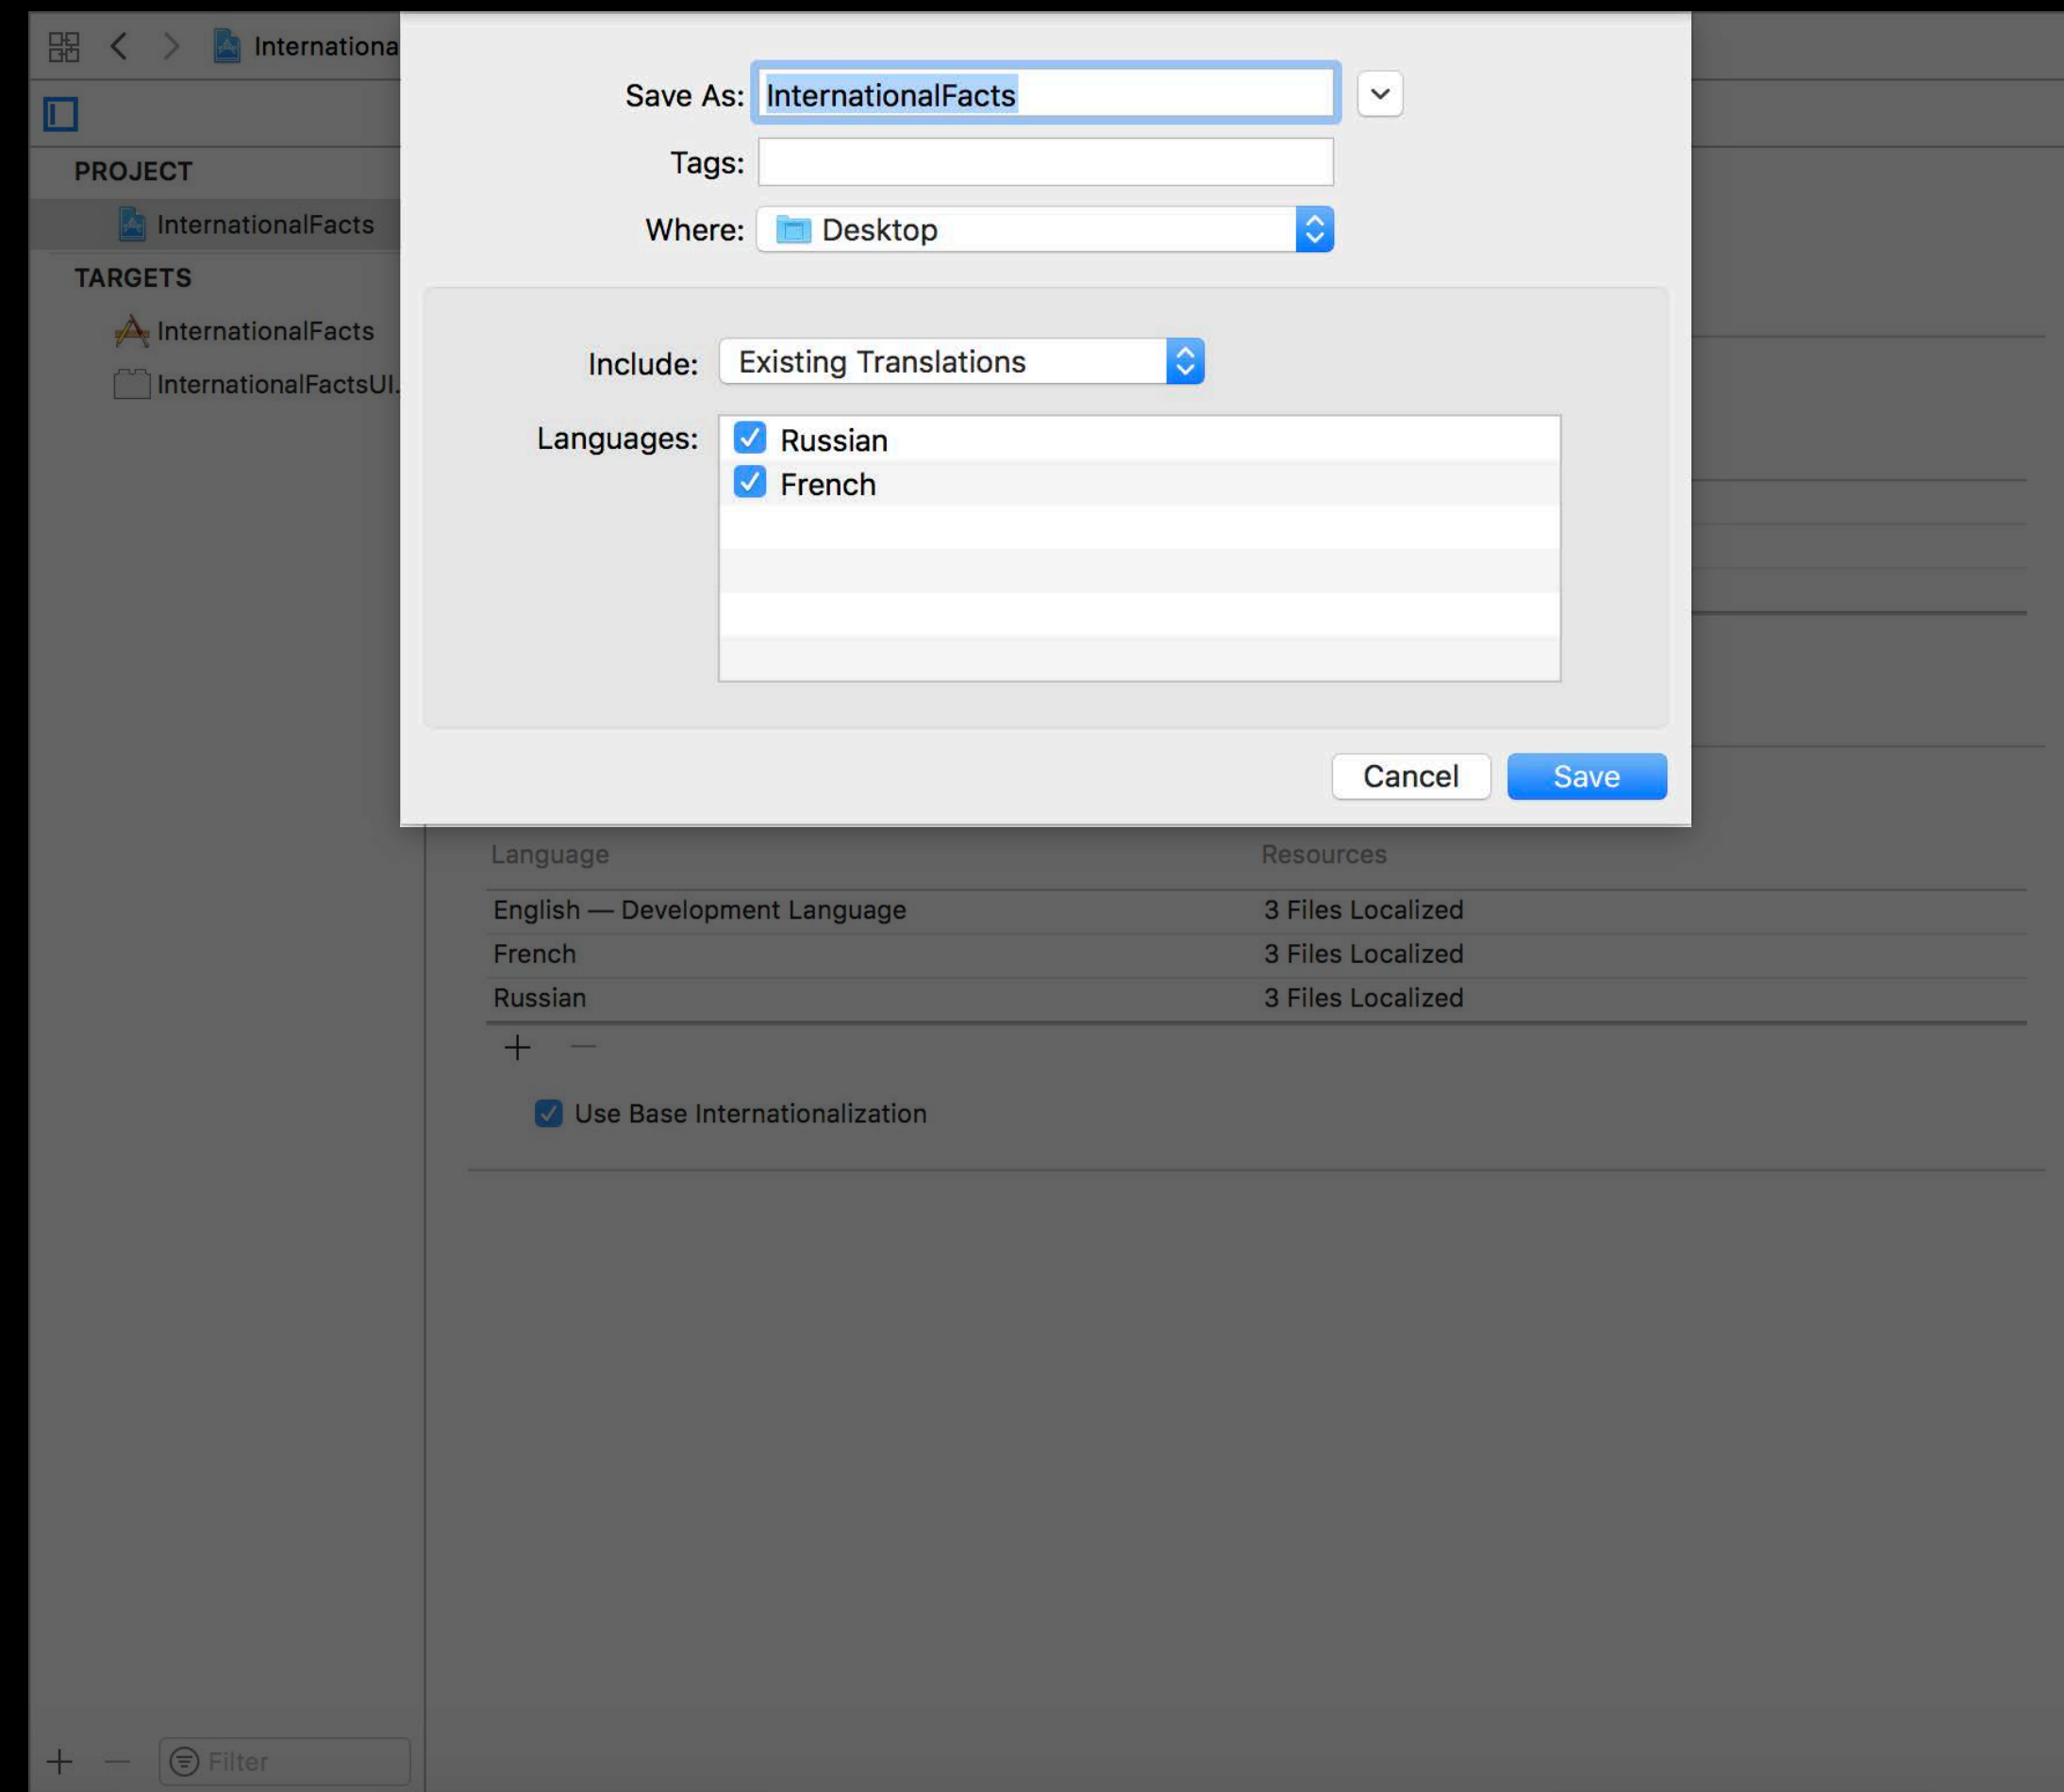 Internationa
Save As: InternationalFacts
Tags:
Where: Desktop
PROJECT
InternationalFacts
TARGETS
InternationalFacts
InternationalFactsUI.
Include: Existing Translations
Languages: Russian
French
Cancel Save
Language Resources
English — Development Language 3 Files Localized
French 3 Files Localized
Russian 3 Files Localized
Use Base Internationalization
Filter